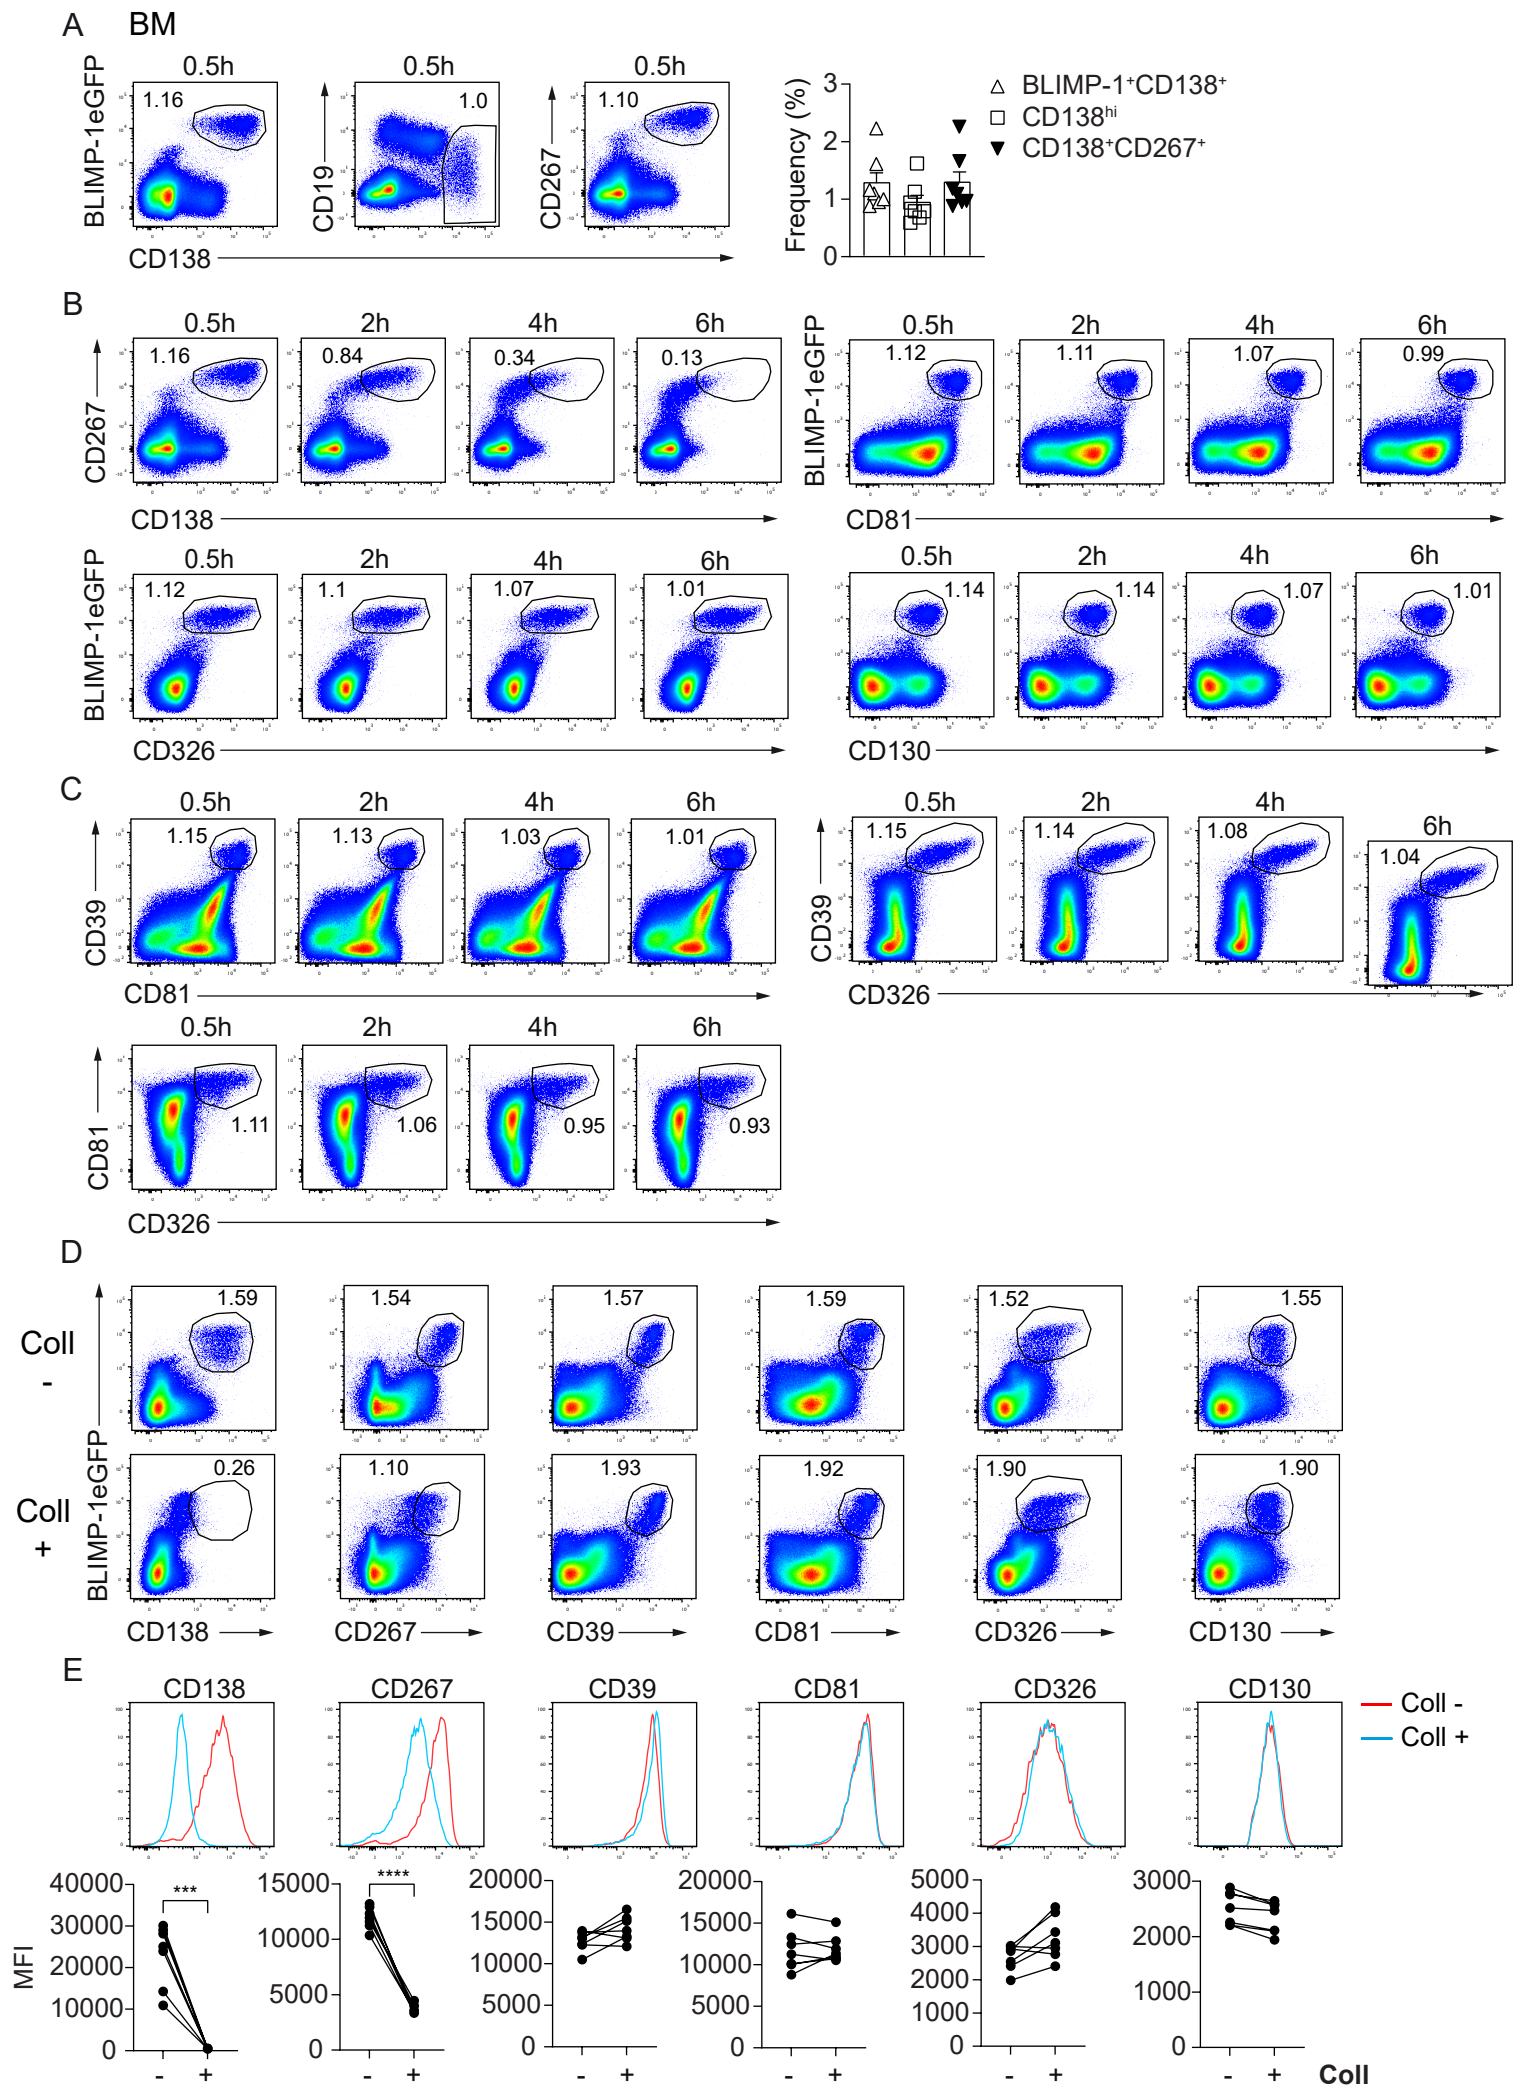 A BM
0.5h 0.5h 0.5h
BLIMP-1eGFP 1.16 CD19 1.0 CD267 1.10
CD138
Frequency (%)
3
2
1
0
BLIMP-1⁺CD138⁺
CD138ʰⁱ
CD138⁺CD267⁺
B
0.5h 2h 4h 6h
CD267 1.16 0.84 0.34 0.13
CD138
0.5h 2h 4h 6h
BLIMP-1eGFP 1.12 1.11 1.07 0.99
CD81
0.5h 2h 4h 6h
BLIMP-1eGFP 1.12 1.1 1.07 1.01
CD326
0.5h 2h 4h 6h
1.14 1.14 1.07 1.01
CD130
C
0.5h 2h 4h 6h
CD39 1.15 1.13 1.03 1.01
CD81
0.5h 2h 4h 6h
CD39 1.15 1.14 1.08 1.04
CD326
0.5h 2h 4h 6h
CD81 1.11 1.06 0.95 0.93
CD326
D
Coll - 1.59 1.54 1.57 1.59 1.52 1.55
BLIMP-1eGFP
Coll + 0.26 1.10 1.93 1.92 1.90 1.90
CD138 CD267 CD39 CD81 CD326 CD130
E
CD138 CD267 CD39 CD81 CD326 CD130
Coll -
Coll +
MFI
40000 30000 20000 10000 0 ***
15000 10000 5000 0 ****
20000 15000 10000 5000 0
20000 15000 10000 5000 0
5000 4000 3000 2000 1000 0
3000 2000 1000 0
- + - + - + - + - + - + Coll